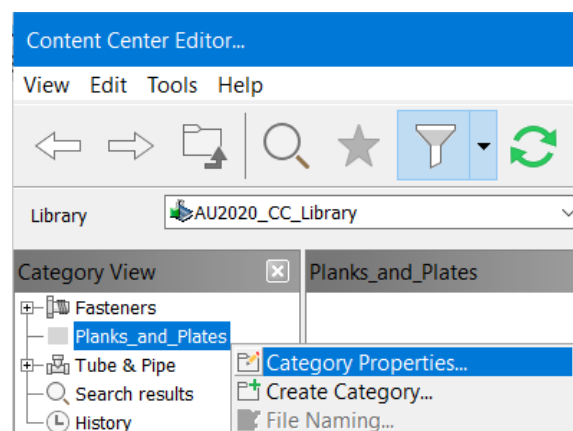 Content Center Editor...
View Edit Tools Help
Library AU2020_CC_Library
Category View Planks_and_Plates
Fasteners
Planks_and_Plates
Tube & Pipe Category Properties...
Search results Create Category...
History File Naming...